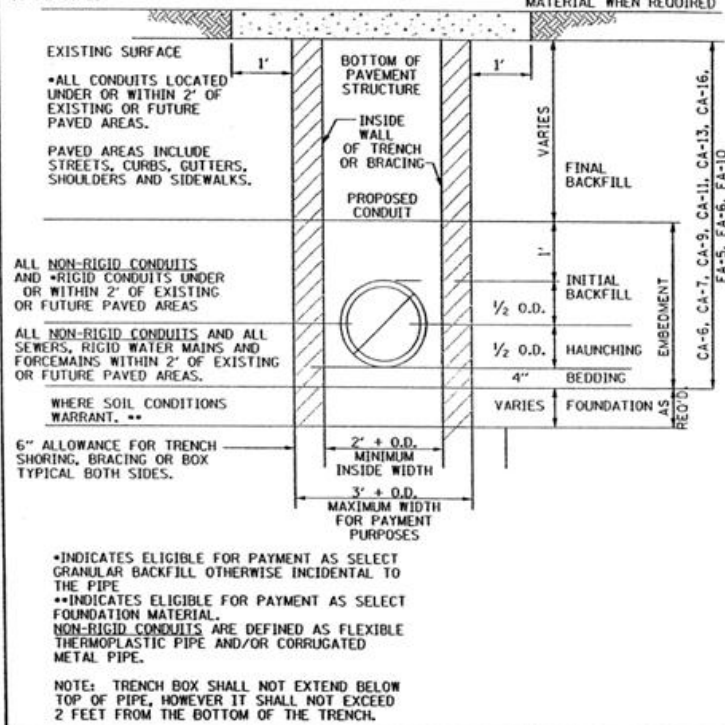 MATERIAL WHEN REQUIRED
EXISTING SURFACE
•ALL CONDUITS LOCATED
UNDER OR WITHIN 2' OF
EXISTING OR FUTURE
PAVED AREAS.
PAVED AREAS INCLUDE
STREETS, CURBS, GUTTERS,
SHOULDERS AND SIDEWALKS.
1'
BOTTOM OF
PAVEMENT
STRUCTURE
1'
INSIDE
WALL
OF TRENCH
OR BRACING
PROPOSED
CONDUIT
VARIES
FINAL
BACKFILL
CA-6, CA-7, CA-9, CA-11, CA-13, CA-16,
FA-5, FA-6, FA-10
ALL NON-RIGID CONDUITS
AND •RIGID CONDUITS UNDER
OR WITHIN 2' OF EXISTING
OR FUTURE PAVED AREAS
1'
INITIAL
BACKFILL
½ O.D.
EMBEDMENT
ALL NON-RIGID CONDUITS AND ALL
SEWERS, RIGID WATER MAINS AND
FORCEMAINS WITHIN 2' OF EXISTING
OR FUTURE PAVED AREAS.
½ O.D. HAUNCHING
4" BEDDING
WHERE SOIL CONDITIONS
WARRANT. ••
VARIES FOUNDATION
AS
REQ'D.
6" ALLOWANCE FOR TRENCH
SHORING, BRACING OR BOX
TYPICAL BOTH SIDES.
2' + O.D.
MINIMUM
INSIDE WIDTH
3' + O.D.
MAXIMUM WIDTH
FOR PAYMENT
PURPOSES
•INDICATES ELIGIBLE FOR PAYMENT AS SELECT
GRANULAR BACKFILL OTHERWISE INCIDENTAL TO
THE PIPE
••INDICATES ELIGIBLE FOR PAYMENT AS SELECT
FOUNDATION MATERIAL.
NON-RIGID CONDUITS ARE DEFINED AS FLEXIBLE
THERMOPLASTIC PIPE AND/OR CORRUGATED
METAL PIPE.
NOTE: TRENCH BOX SHALL NOT EXTEND BELOW
TOP OF PIPE, HOWEVER IT SHALL NOT EXCEED
2 FEET FROM THE BOTTOM OF THE TRENCH.